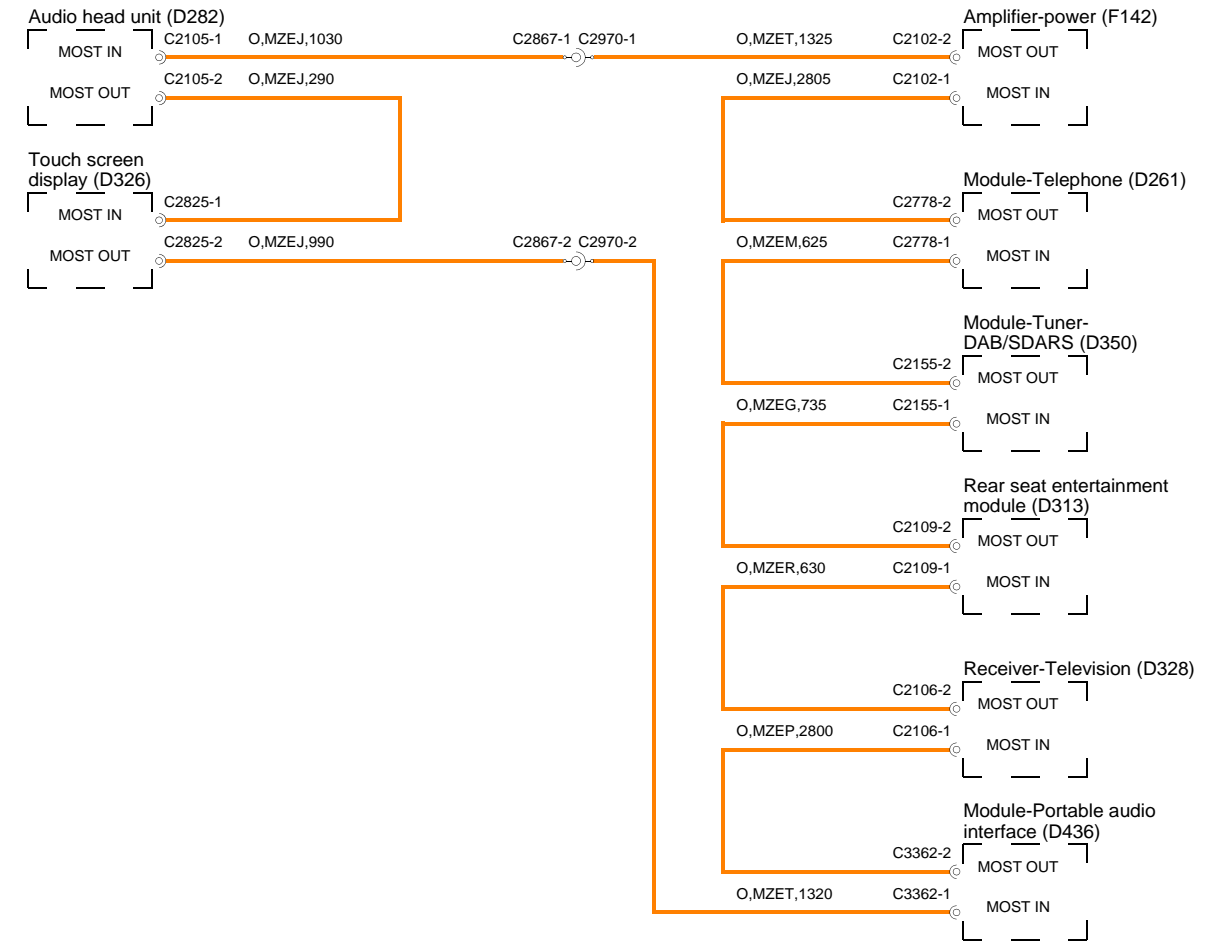 Audio head unit (D282)
MOST IN
C2105-1
O,MZEJ,1030
C2867-1 C2970-1
O,MZET,1325
C2102-2
Amplifier-power (F142)
MOST OUT
MOST OUT
C2105-2
O,MZEJ,290
O,MZEJ,2805
C2102-1
MOST IN
Touch screen
display (D326)
MOST IN
C2825-1
Module-Telephone (D261)
C2778-2
MOST OUT
MOST OUT
C2825-2
O,MZEJ,990
C2867-2 C2970-2
O,MZEM,625
C2778-1
MOST IN
Module-Tuner-
DAB/SDARS (D350)
C2155-2
MOST OUT
O,MZEG,735
C2155-1
MOST IN
Rear seat entertainment
module (D313)
C2109-2
MOST OUT
O,MZER,630
C2109-1
MOST IN
Receiver-Television (D328)
C2106-2
MOST OUT
O,MZEP,2800
C2106-1
MOST IN
Module-Portable audio
interface (D436)
C3362-2
MOST OUT
O,MZET,1320
C3362-1
MOST IN